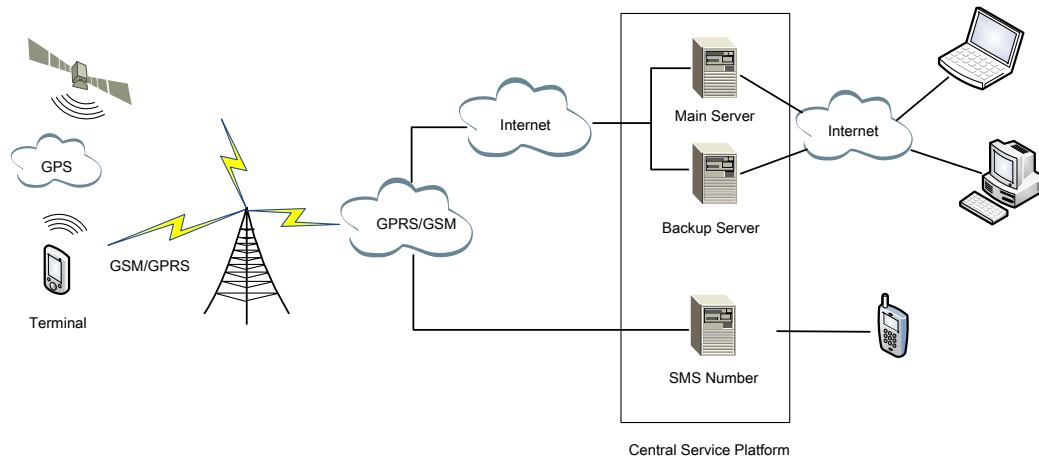 Main Server
Internet
Internet
GPS
GPRS/GSM
Backup Server
GSM/GPRS
Terminal
SMS Number
Central Service Platform